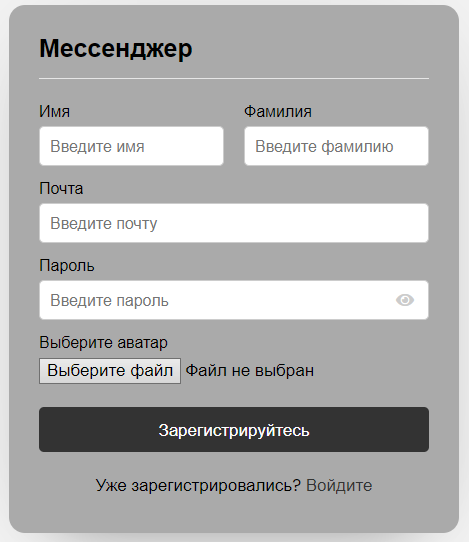 Мессенджер
Имя Фамилия
Введите имя Введите фамилию
Почта
Введите почту
Пароль
Введите пароль
Выберите аватар
Выберите файл Файл не выбран
Зарегистрируйтесь
Уже зарегистрировались? Войдите